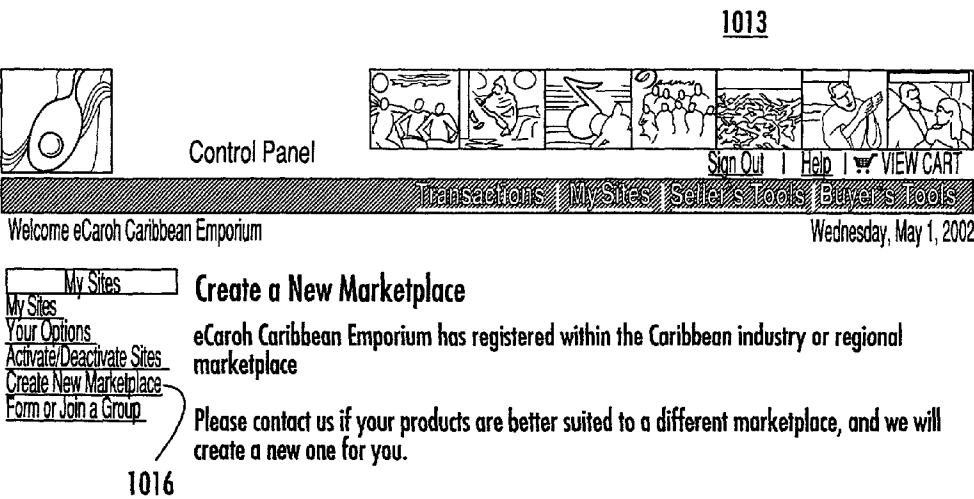 1013
Control Panel
Sign Out | Help | VIEW CART
Transactions | My Sites | Seller's Tools | Buyer's Tools
Welcome eCaroh Caribbean Emporium
Wednesday, May 1, 2002
My Sites
My Sites
Your Options
Activate/Deactivate Sites
Create New Marketplace
Form or Join a Group
1016
Create a New Marketplace
eCaroh Caribbean Emporium has registered within the Caribbean industry or regional
marketplace
Please contact us if your products are better suited to a different marketplace, and we will
create a new one for you.